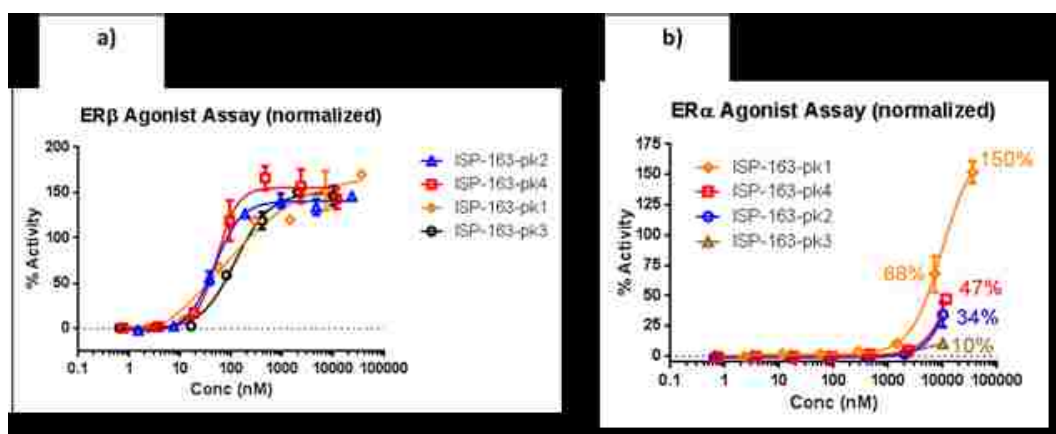 a)
ERβ Agonist Assay (normalized)
% Activity
200
150
100
50
0
0.1 1 10 100 1000 10000 100000
Conc (nM)
ISP-163-pk2
ISP-163-pk4
ISP-163-pk1
ISP-163-pk3
b)
ERα Agonist Assay (normalized)
% Activity
175
150
125
100
75
50
25
0
0.1 1 10 100 1000 10000 100000
Conc (nM)
ISP-163-pk1
ISP-163-pk4
ISP-163-pk2
ISP-163-pk3
150%
68%
47%
34%
10%